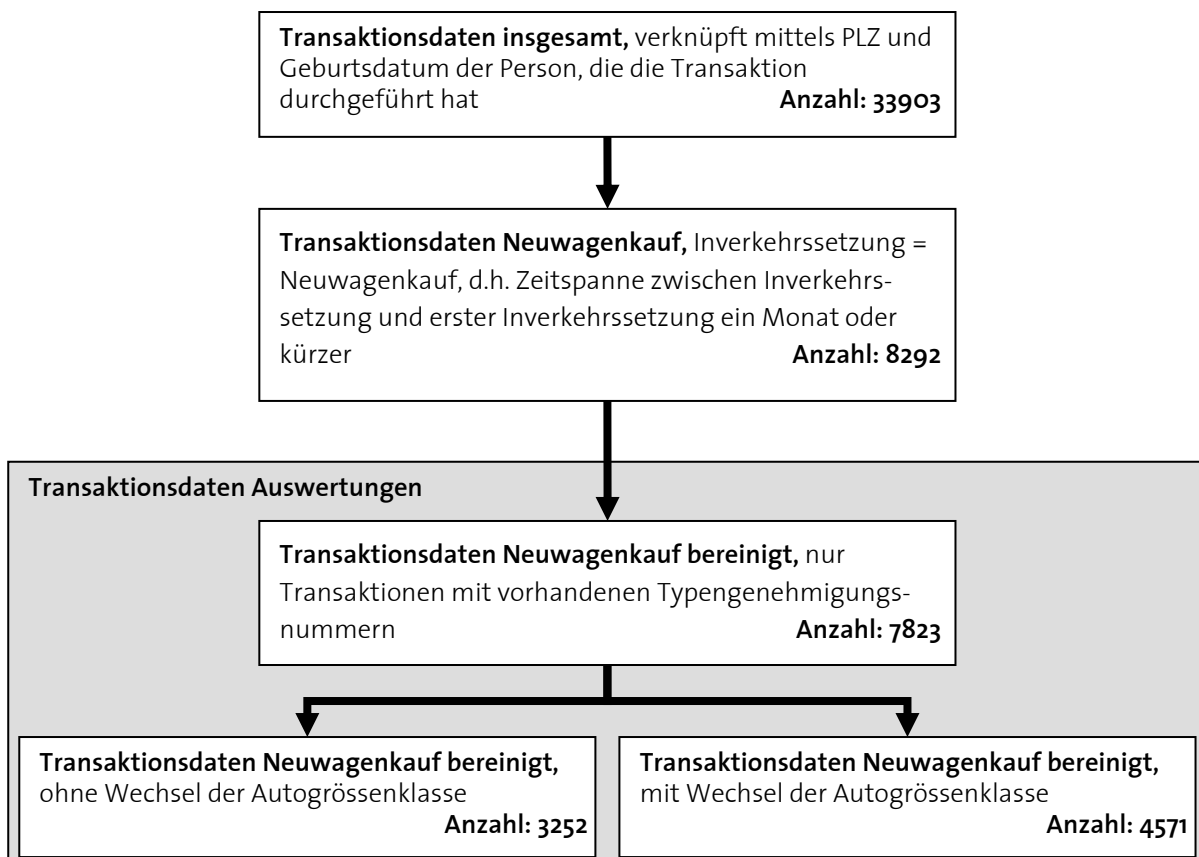 Transaktionsdaten insgesamt, verknüpft mittels PLZ und
Geburtsdatum der Person, die die Transaktion
durchgeführt hat Anzahl: 33903
Transaktionsdaten Neuwagenkauf, Inverkehrssetzung =
Neuwagenkauf, d.h. Zeitspanne zwischen Inverkehrs-
setzung und erster Inverkehrssetzung ein Monat oder
kürzer Anzahl: 8292
Transaktionsdaten Auswertungen
Transaktionsdaten Neuwagenkauf bereinigt, nur
Transaktionen mit vorhandenen Typengenehmigungs-
nummern Anzahl: 7823
Transaktionsdaten Neuwagenkauf bereinigt,
ohne Wechsel der Autogrössenklasse
Anzahl: 3252
Transaktionsdaten Neuwagenkauf bereinigt,
mit Wechsel der Autogrössenklasse
Anzahl: 4571